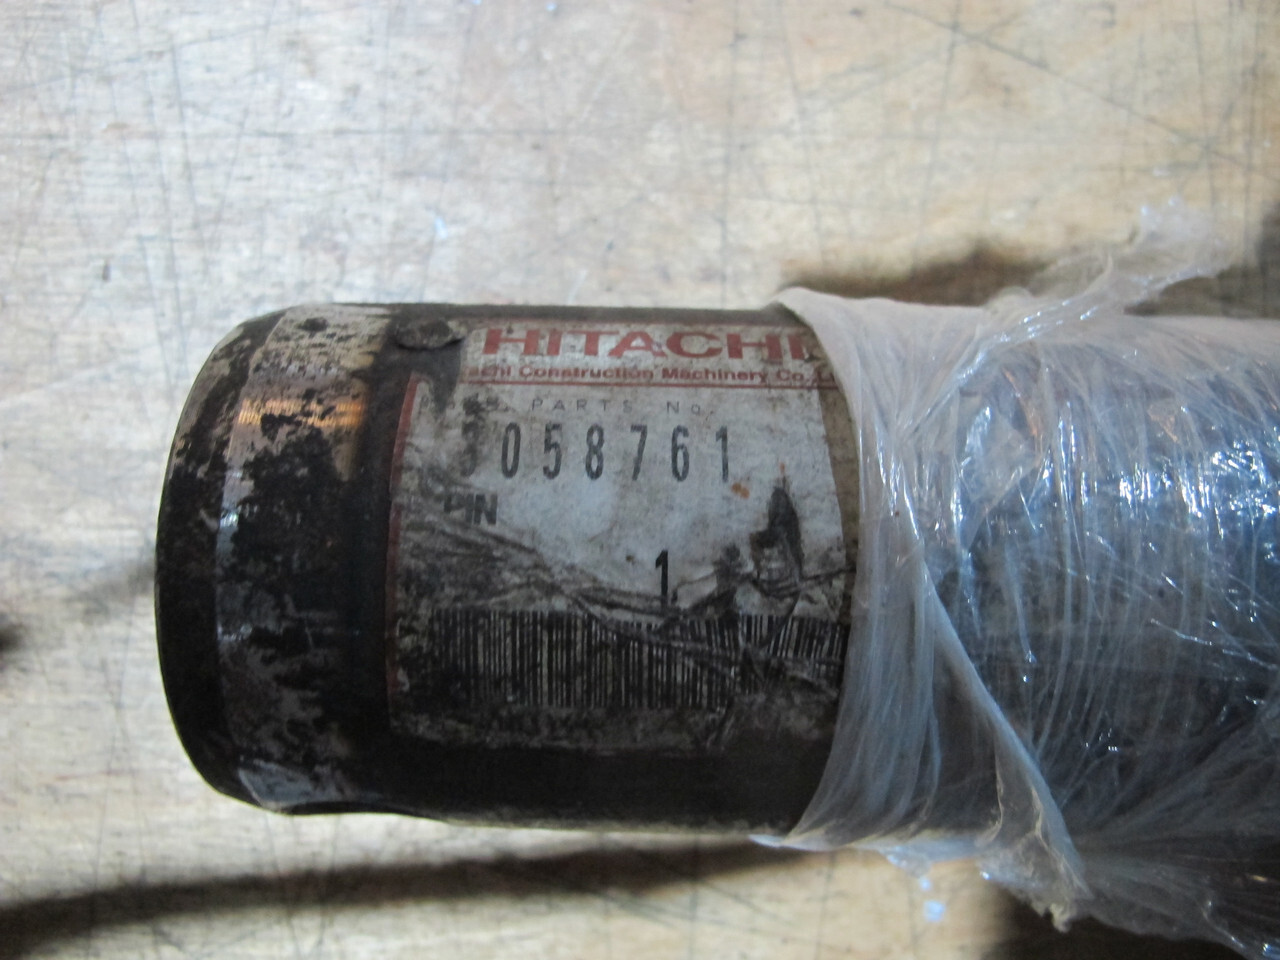 HITACHI
Construction Machinery Co.,
PARTS No.
058761
PIN
1